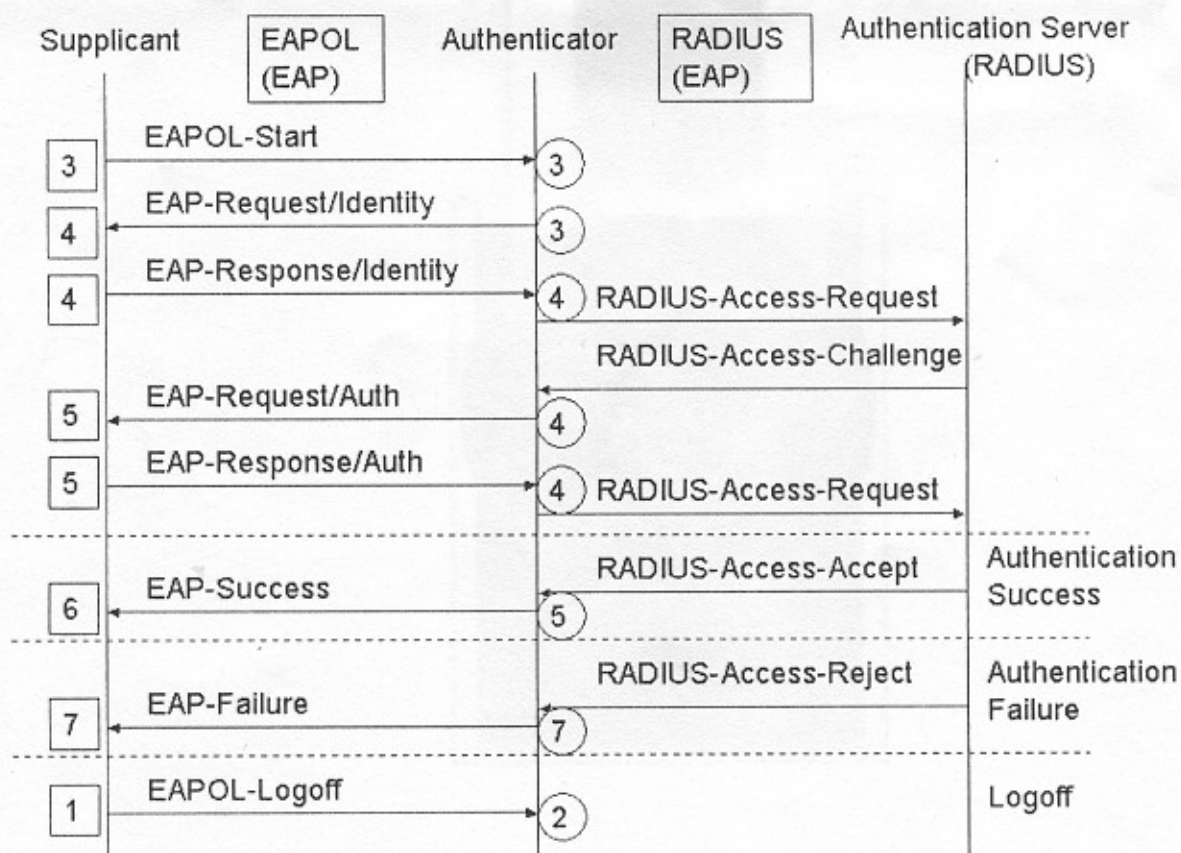 Supplicant
EAPOL
(EAP)
Authenticator
RADIUS
(EAP)
Authentication Server
(RADIUS)
EAPOL-Start
3
3
EAP-Request/Identity
4
3
EAP-Response/Identity
4
4
RADIUS-Access-Request
RADIUS-Access-Challenge
EAP-Request/Auth
5
4
EAP-Response/Auth
5
4
RADIUS-Access-Request
RADIUS-Access-Accept
Authentication
Success
EAP-Success
6
5
RADIUS-Access-Reject
Authentication
Failure
EAP-Failure
7
7
EAPOL-Logoff
1
2
Logoff